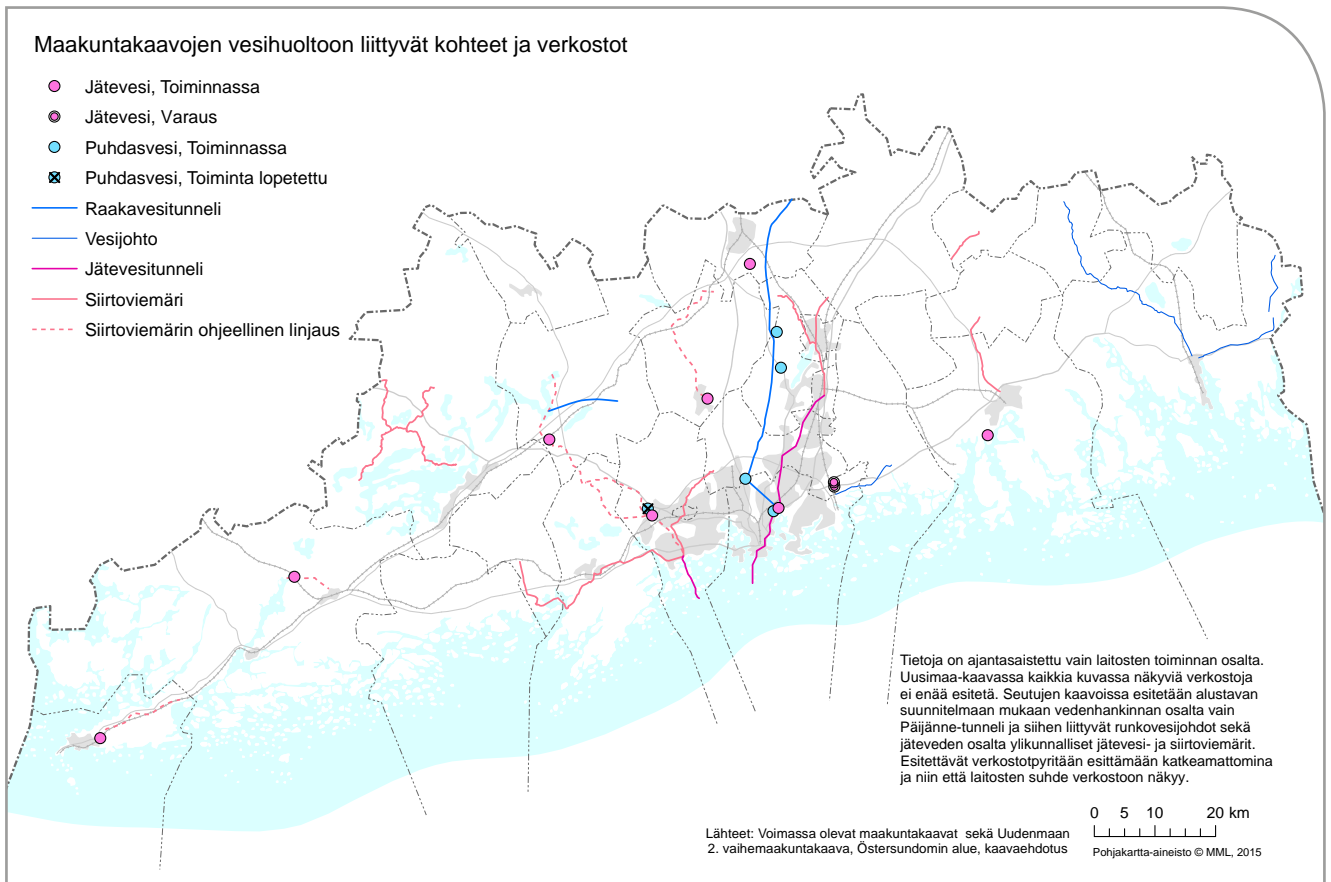 Maakuntakaavojen vesihuoltoon liittyvät kohteet ja verkostot
Jätevesi, Toiminnassa
Jätevesi, Varaus
Puhdasvesi, Toiminnassa
Puhdasvesi, Toiminta lopetettu
Raakavesitunneli
Vesijohto
Jätevesitunneli
Siirtoviemäri
Siirtoviemärin ohjeellinen linjaus
Tietoja on ajantasaistettu vain laitosten toiminnan osalta.
Uusimaa-kaavassa kaikkia kuvassa näkyviä verkostoja
ei enää esitetä. Seutujen kaavoissa esitetään alustavan
suunnitelmaan mukaan vedenhankinnan osalta vain
Päijänne-tunneli ja siihen liittyvät runkovesijohdot sekä
jäteveden osalta ylikunnalliset jätevesi- ja siirtoviemärit.
Esitettävät verkostotpyritään esittämään katkeamattomina
ja niin että laitosten suhde verkostoon näkyy.
0 5 10 20 km
Lähteet: Voimassa olevat maakuntakaavat sekä Uudenmaan
2. vaihemaakuntakaava, Östersundomin alue, kaavaehdotus
Pohjakartta-aineisto © MML, 2015